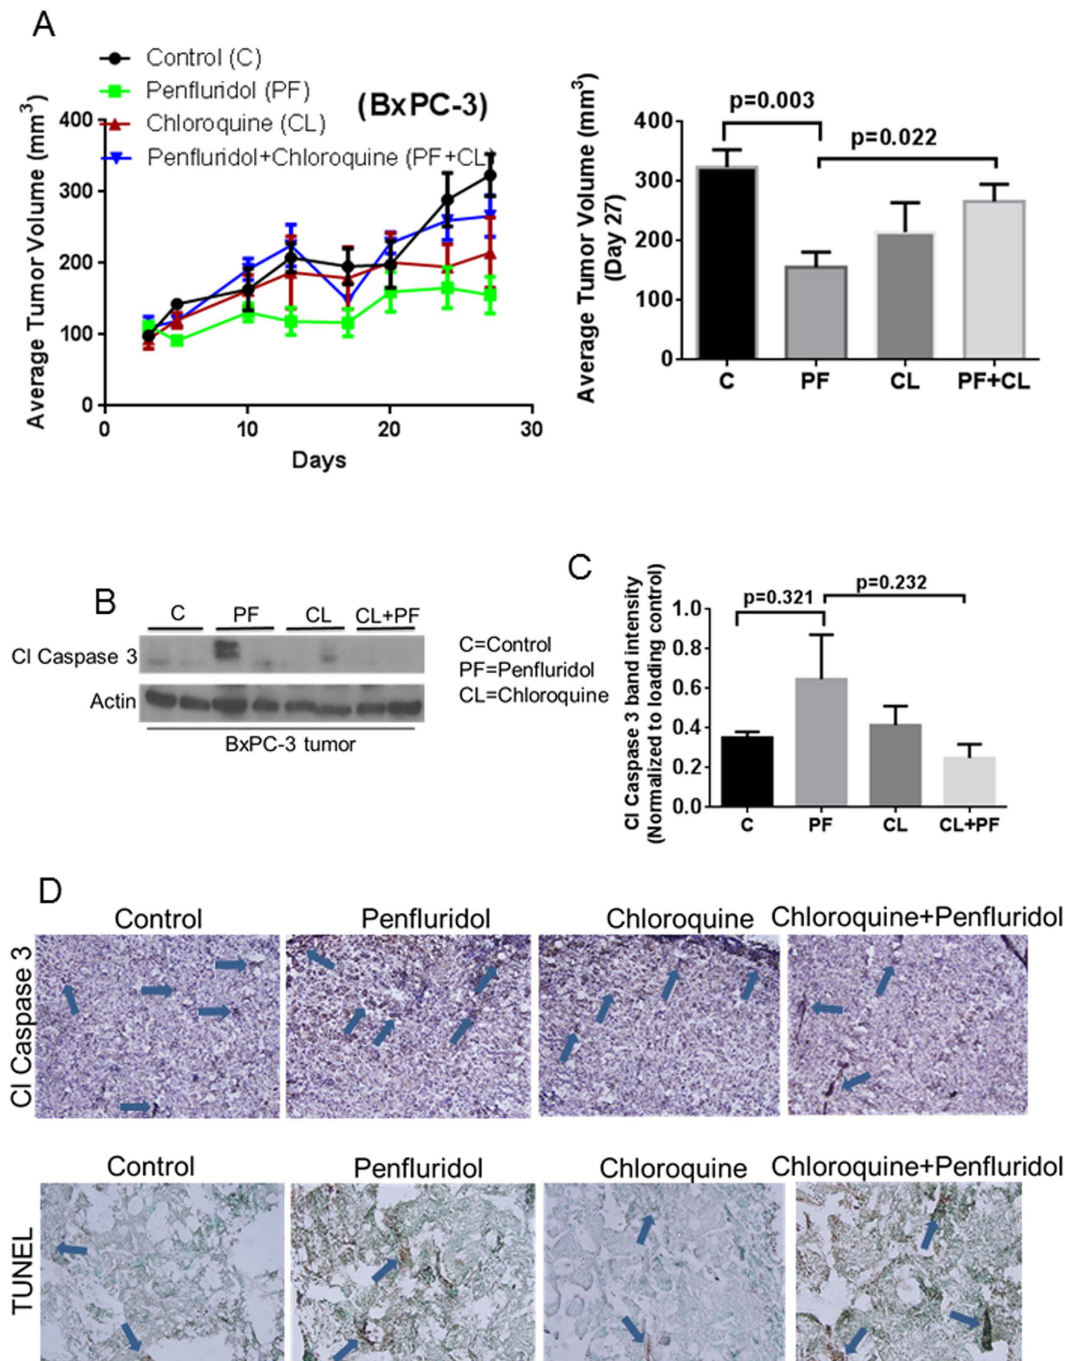 A
Control (C)
Penfluridol (PF)
Chloroquine (CL)
Penfluridol+Chloroquine (PF+CL)
(BxPC-3)
Average Tumor Volume (mm³)
400
300
200
100
0
0 10 20 30
Days
Average Tumor Volume (mm³)
(Day 27)
400
300
200
100
0
p=0.003
p=0.022
C PF CL PF+CL
B
C PF CL CL+PF
Cl Caspase 3
Actin
BxPC-3 tumor
C=Control
PF=Penfluridol
CL=Chloroquine
C
Cl Caspase 3 band intensity
(Normalized to loading control)
1.0
0.8
0.6
0.4
0.2
0.0
p=0.321
p=0.232
C PF CL CL+PF
D
Control Penfluridol Chloroquine Chloroquine+Penfluridol
Cl Caspase 3
Control Penfluridol Chloroquine Chloroquine+Penfluridol
TUNEL